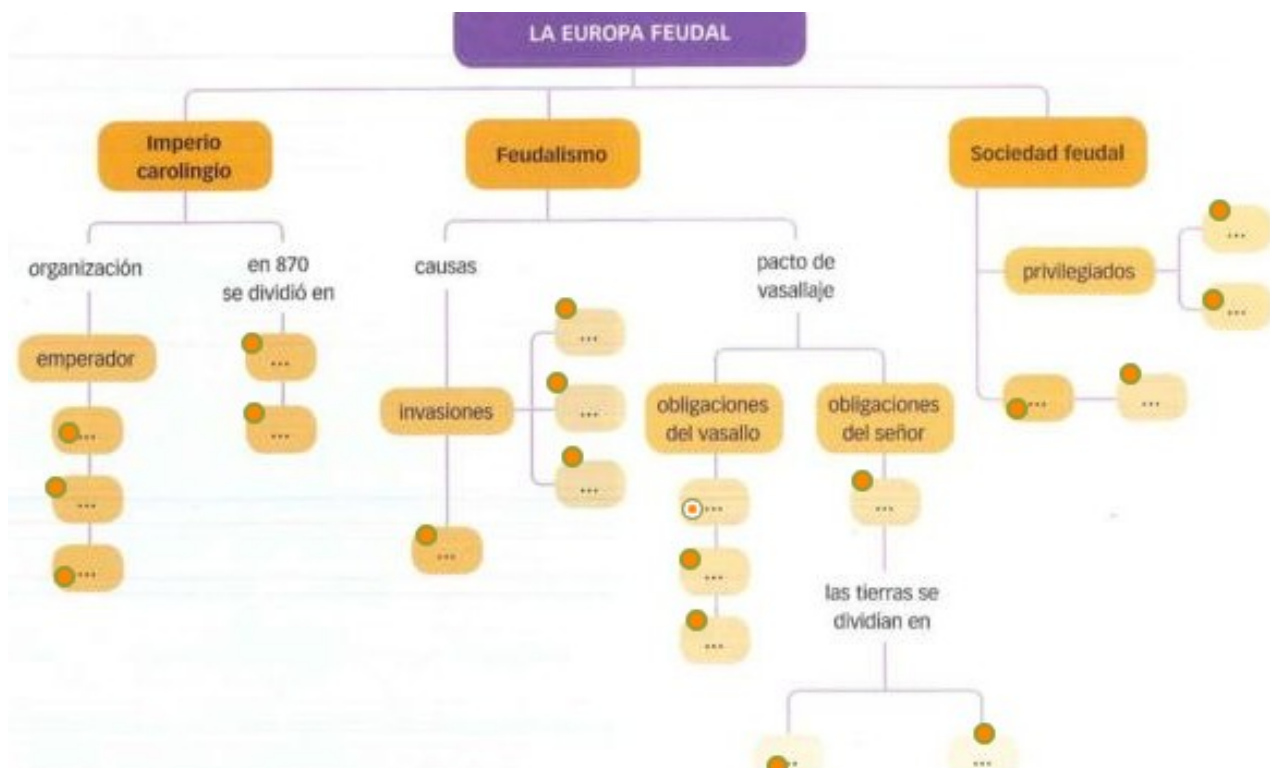 LA EUROPA FEUDAL
Imperio
carolingio
Feudalismo
Sociedad feudal
organización
en 870
se dividió en
causas
pacto de
vasallaje
privilegiados
...
...
emperador
...
...
...
...
...
invasiones
...
...
...
...
obligaciones
del vasallo
...
...
...
obligaciones
del señor
...
las tierras se
dividían en
...
...
...
...